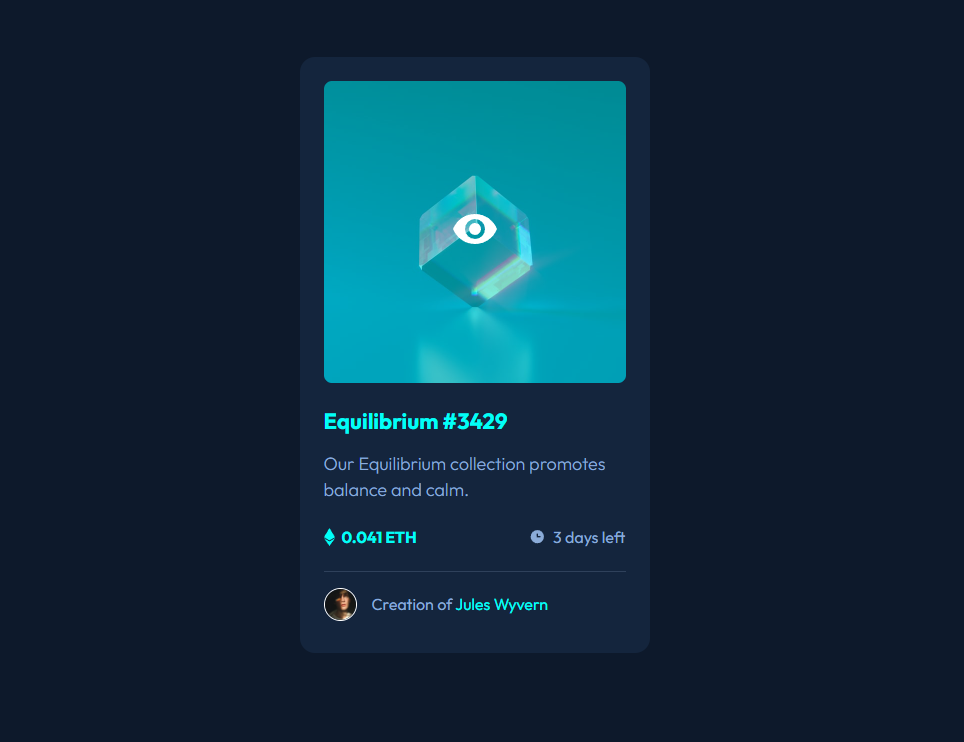 Equilibrium #3429
Our Equilibrium collection promotes
balance and calm.
0.041 ETH
3 days left
Creation of Jules Wyvern